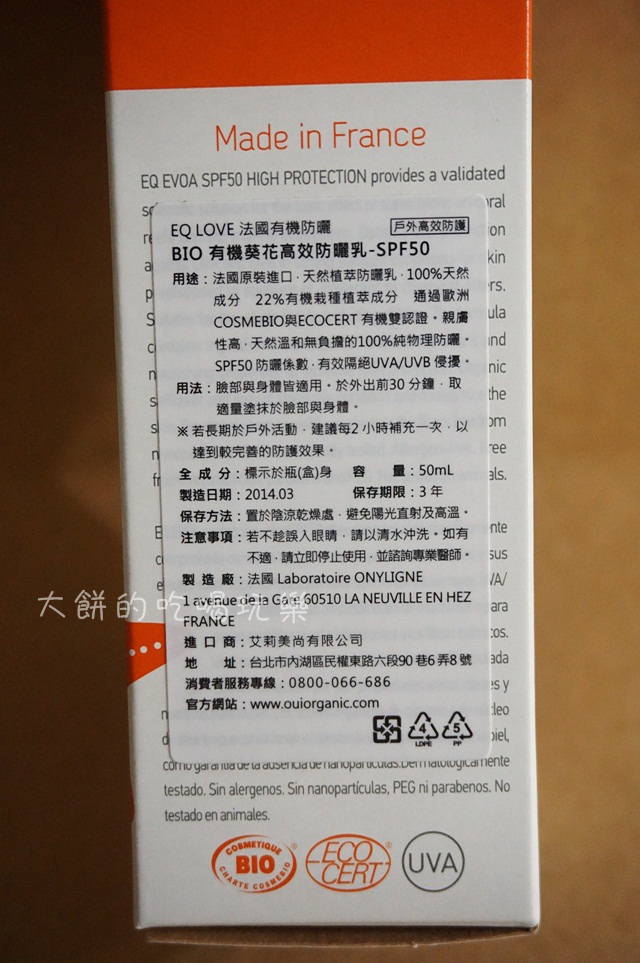 Made in France
EQ EVOA SPF50 HIGH PROTECTION provides a validated
EQ LOVE 法國有機防曬 戶外高效防護
BIO 有機葵花高效防曬乳-SPF50
用途：法國原裝進口．天然植萃防曬乳．100%天然
成分 22%有機栽種植萃成分 通過歐洲
COSMEBIO與ECOCERT 有機雙認證。親膚
性高．天然溫和無負擔的100%純物理防曬。
SPF50 防曬係數．有效隔絕UVA/UVB 侵擾。
用法：臉部與身體皆適用。於外出前30 分鐘，取
適量塗抹於臉部與身體。
※ 若長期於戶外活動，建議每2 小時補充一次，以
達到較完善的防護效果。
全 成 分：標示於瓶(盒)身 容 量：50mL
製造日期：2014.03 保存期限：3 年
保存方法：置於陰涼乾燥處，避免陽光直射及高溫。
注意事項：若不趁誤入眼睛，請以清水沖洗。如有
不適，請立即停止使用，並諮詢專業醫師。
製 造 廠：法國 Laboratoire ONYLIGNE
1 avenue de la Gare 60510 LA NEUVILLE EN HEZ
FRANCE
大餅的吃喝玩樂
進 口 商：艾莉美尚有限公司
地 址：台北市內湖區民權東路六段90 巷6 弄8 號
消費者服務專線：0800-066-686
官方網站：www.ouiorganic.com
4 5
LDPE PP
como garantía de la ausencia de nanopartículas. Dermatológicamente
testado. Sin alergenos. Sin nanopartículas, PEG ni parabenos. No
testado en animales.
COSMETIQUE BIO CHARTE COSMEBIO
ECO CERT
UVA